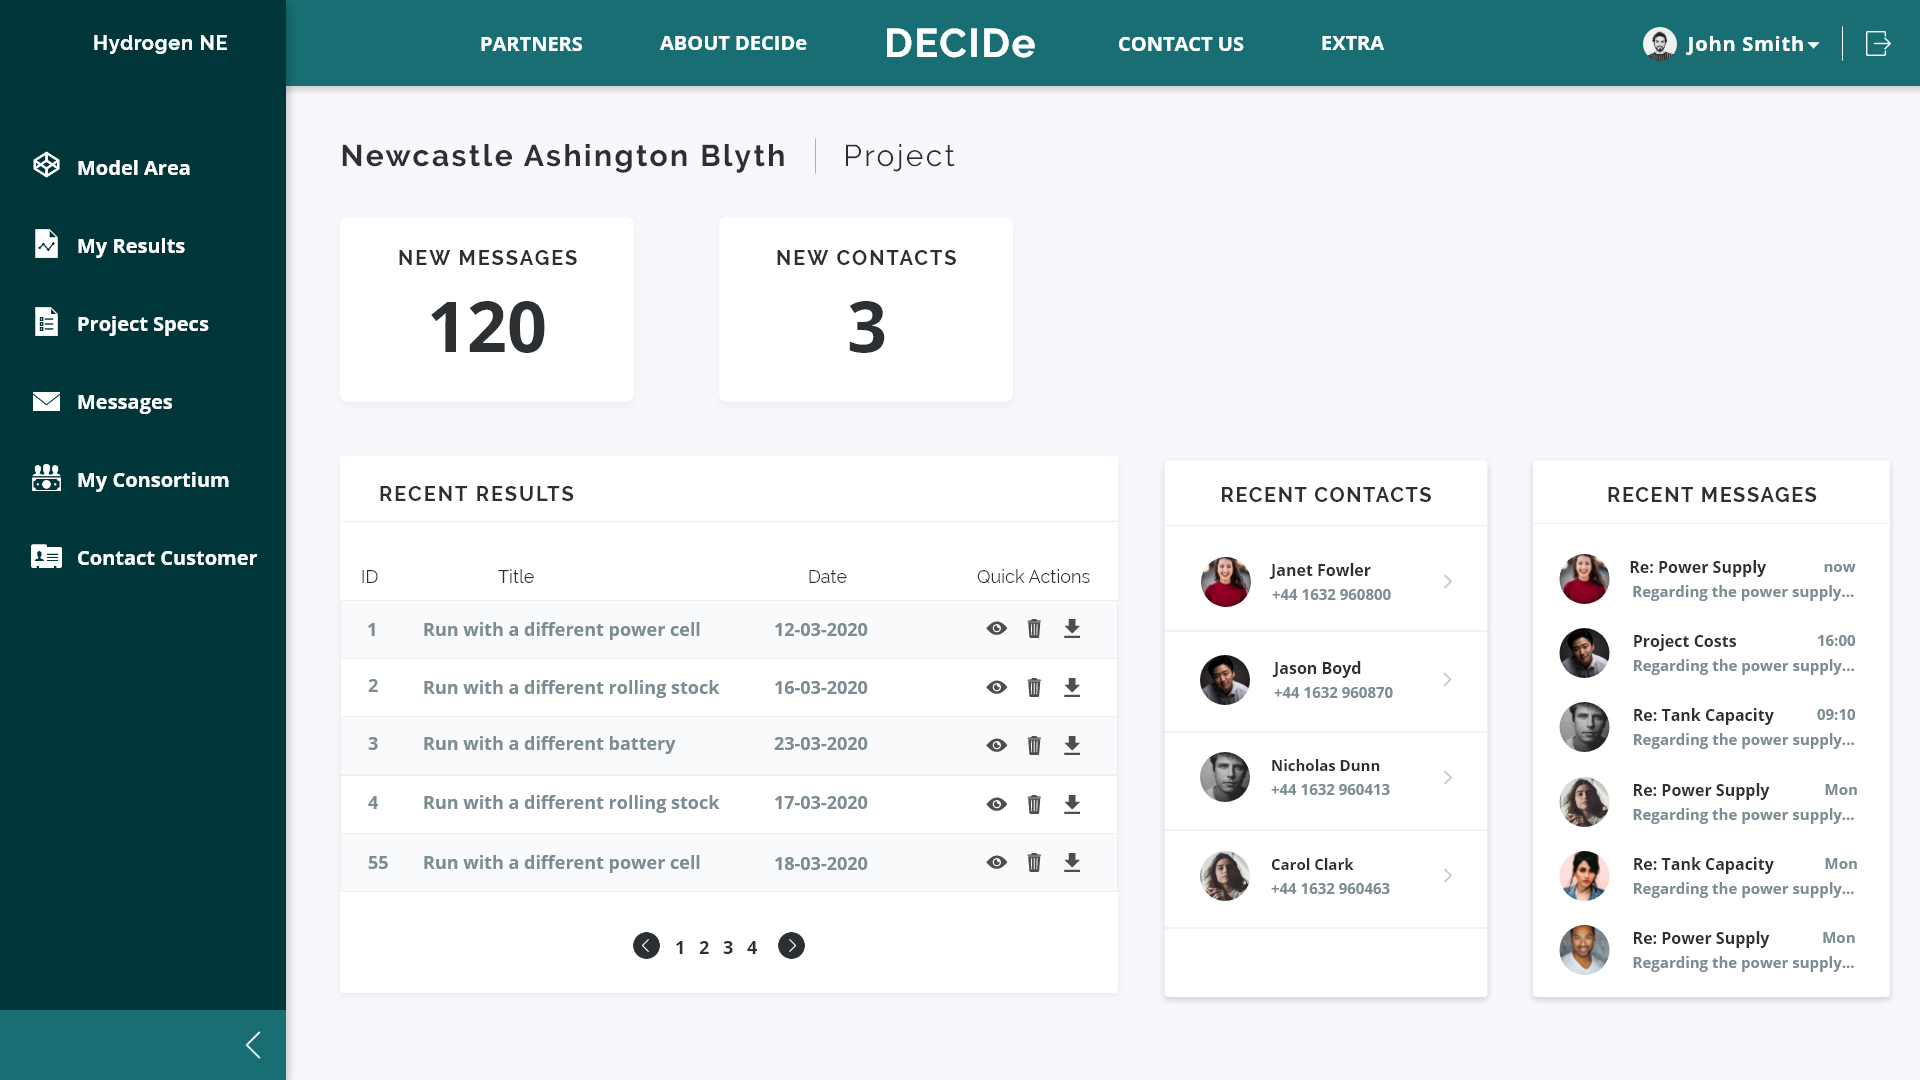 Hydrogen NE
PARTNERS
ABOUT DECIDe
DECIDe
CONTACT US
EXTRA
John Smith
Model Area
My Results
Project Specs
Messages
My Consortium
Contact Customer
Newcastle Ashington Blyth
Project
NEW MESSAGES
120
NEW CONTACTS
3
RECENT RESULTS
ID Title Date Quick Actions
1 Run with a different power cell 12-03-2020
2 Run with a different rolling stock 16-03-2020
3 Run with a different battery 23-03-2020
4 Run with a different rolling stock 17-03-2020
55 Run with a different power cell 18-03-2020
1 2 3 4
RECENT CONTACTS
Janet Fowler
+44 1632 960800
Jason Boyd
+44 1632 960870
Nicholas Dunn
+44 1632 960413
Carol Clark
+44 1632 960463
RECENT MESSAGES
Re: Power Supply now
Regarding the power supply...
Project Costs 16:00
Regarding the power supply...
Re: Tank Capacity 09:10
Regarding the power supply...
Re: Power Supply Mon
Regarding the power supply...
Re: Tank Capacity Mon
Regarding the power supply...
Re: Power Supply Mon
Regarding the power supply...